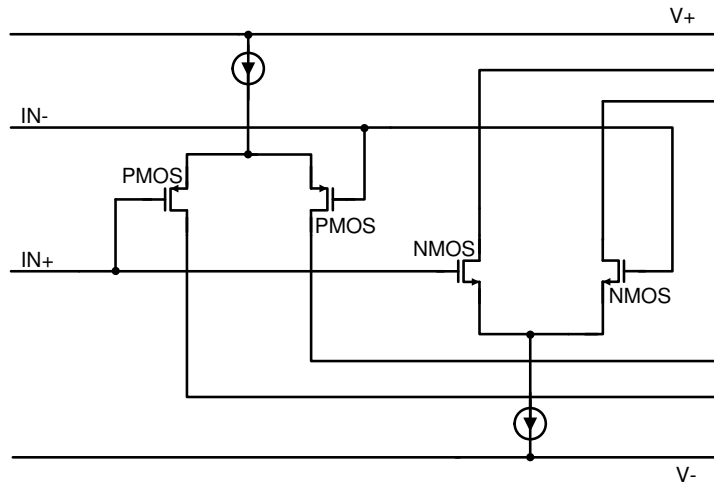 V+
IN-
PMOS
PMOS
NMOS
IN+
NMOS
V-